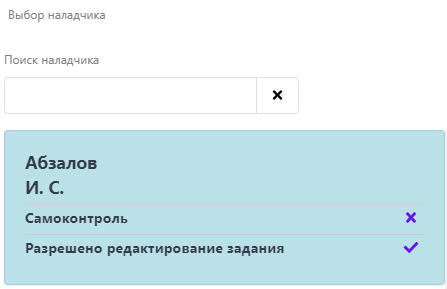 Выбор наладчика
Поиск наладчика
Абзалов
И. С.
Самоконтроль
Разрешено редактирование задания